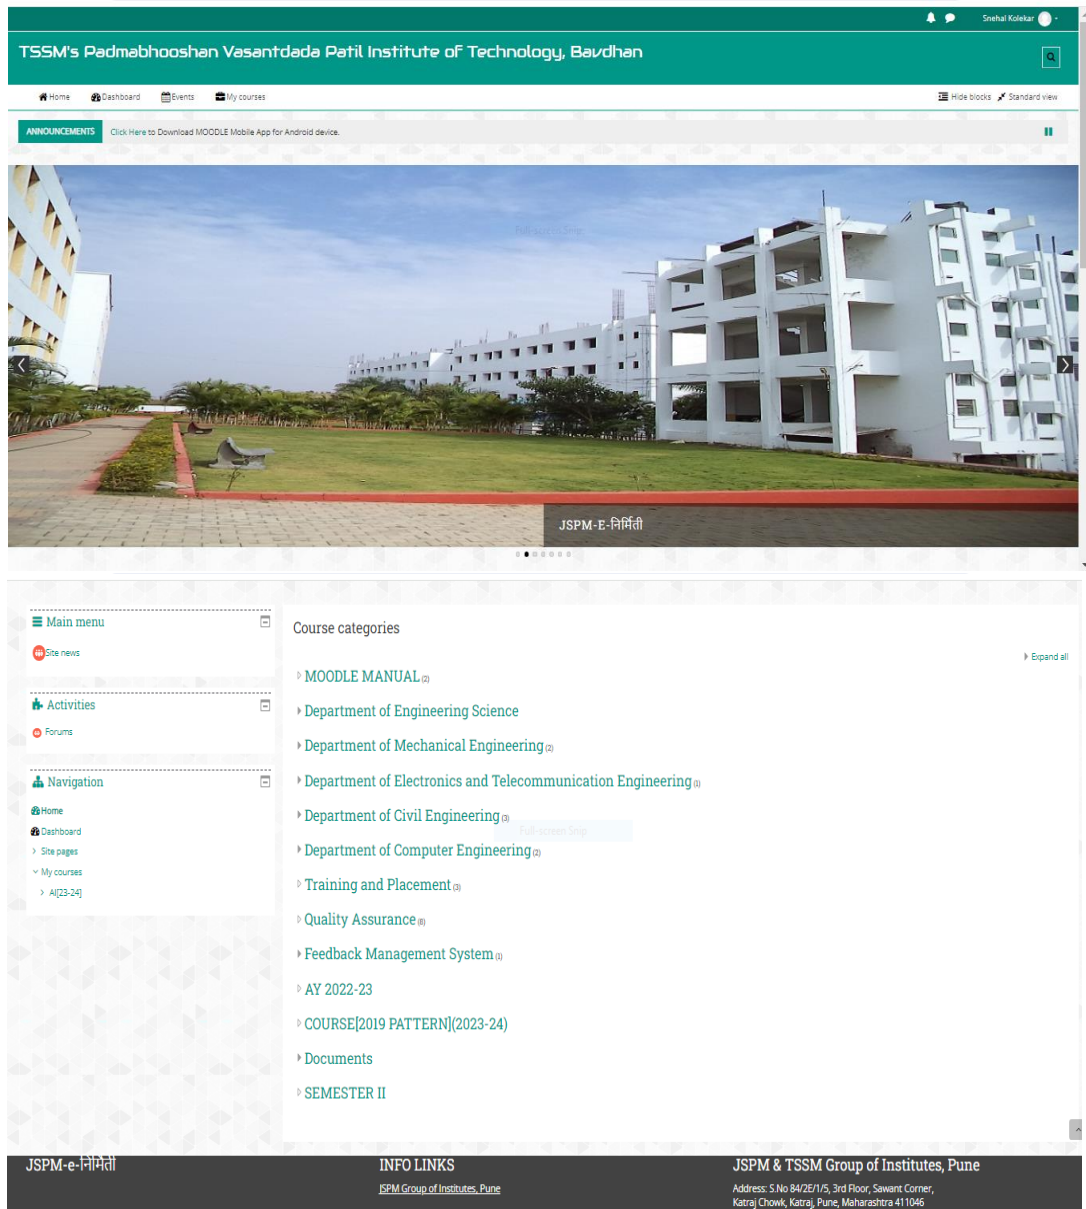 Snehal Kolekar
TSSM's Padmabhooshan Vasantdada Patil Institute of Technology, Bavdhan
Home Dashboard Events My courses Hide blocks Standard view
ANNOUNCEMENTS Click Here to Download MOODLE Mobile App for Android device.
Full-screen Snip
JSPM-E-निर्मिती
Main menu
Site news
Activities
Forums
Navigation
Home
Dashboard
Site pages
My courses
AI[23-24]
Course categories
Expand all
MOODLE MANUAL (2)
Department of Engineering Science
Department of Mechanical Engineering (2)
Department of Electronics and Telecommunication Engineering (1)
Department of Civil Engineering (3)
Full-screen Snip
Department of Computer Engineering (2)
Training and Placement (3)
Quality Assurance (8)
Feedback Management System (1)
AY 2022-23
COURSE[2019 PATTERN](2023-24)
Documents
SEMESTER II
JSPM-e-निर्मिती
INFO LINKS
JSPM Group of Institutes, Pune
JSPM & TSSM Group of Institutes, Pune
Address: S.No 84/2E/1/5, 3rd Floor, Sawant Corner,
Katraj Chowk, Katraj, Pune, Maharashtra 411046